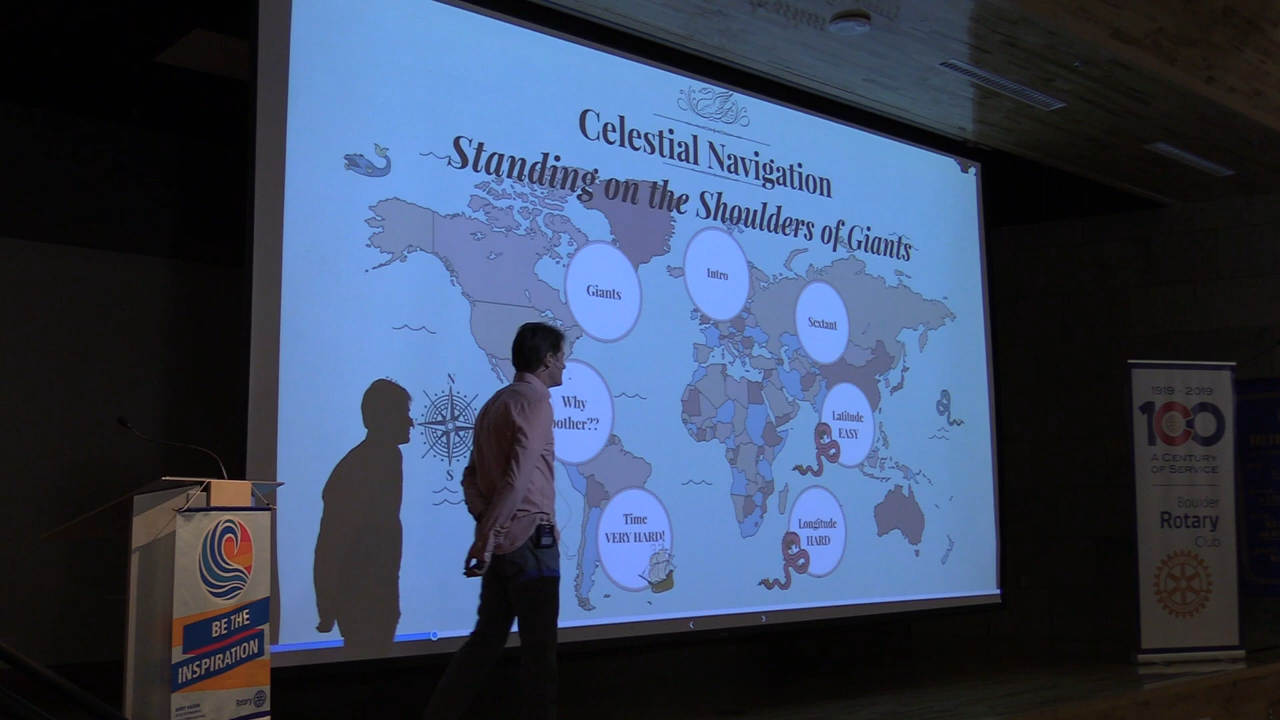 Celestial Navigation
Standing on the Shoulders of Giants
Giants
Intro
Sextant
Why
bother??
Latitude
EASY
Time
VERY HARD!
Longitude
HARD
N
S
BE THE
INSPIRATION
Rotary
1919 - 2019
100
A CENTURY
OF SERVICE
Boulder
Rotary
Club